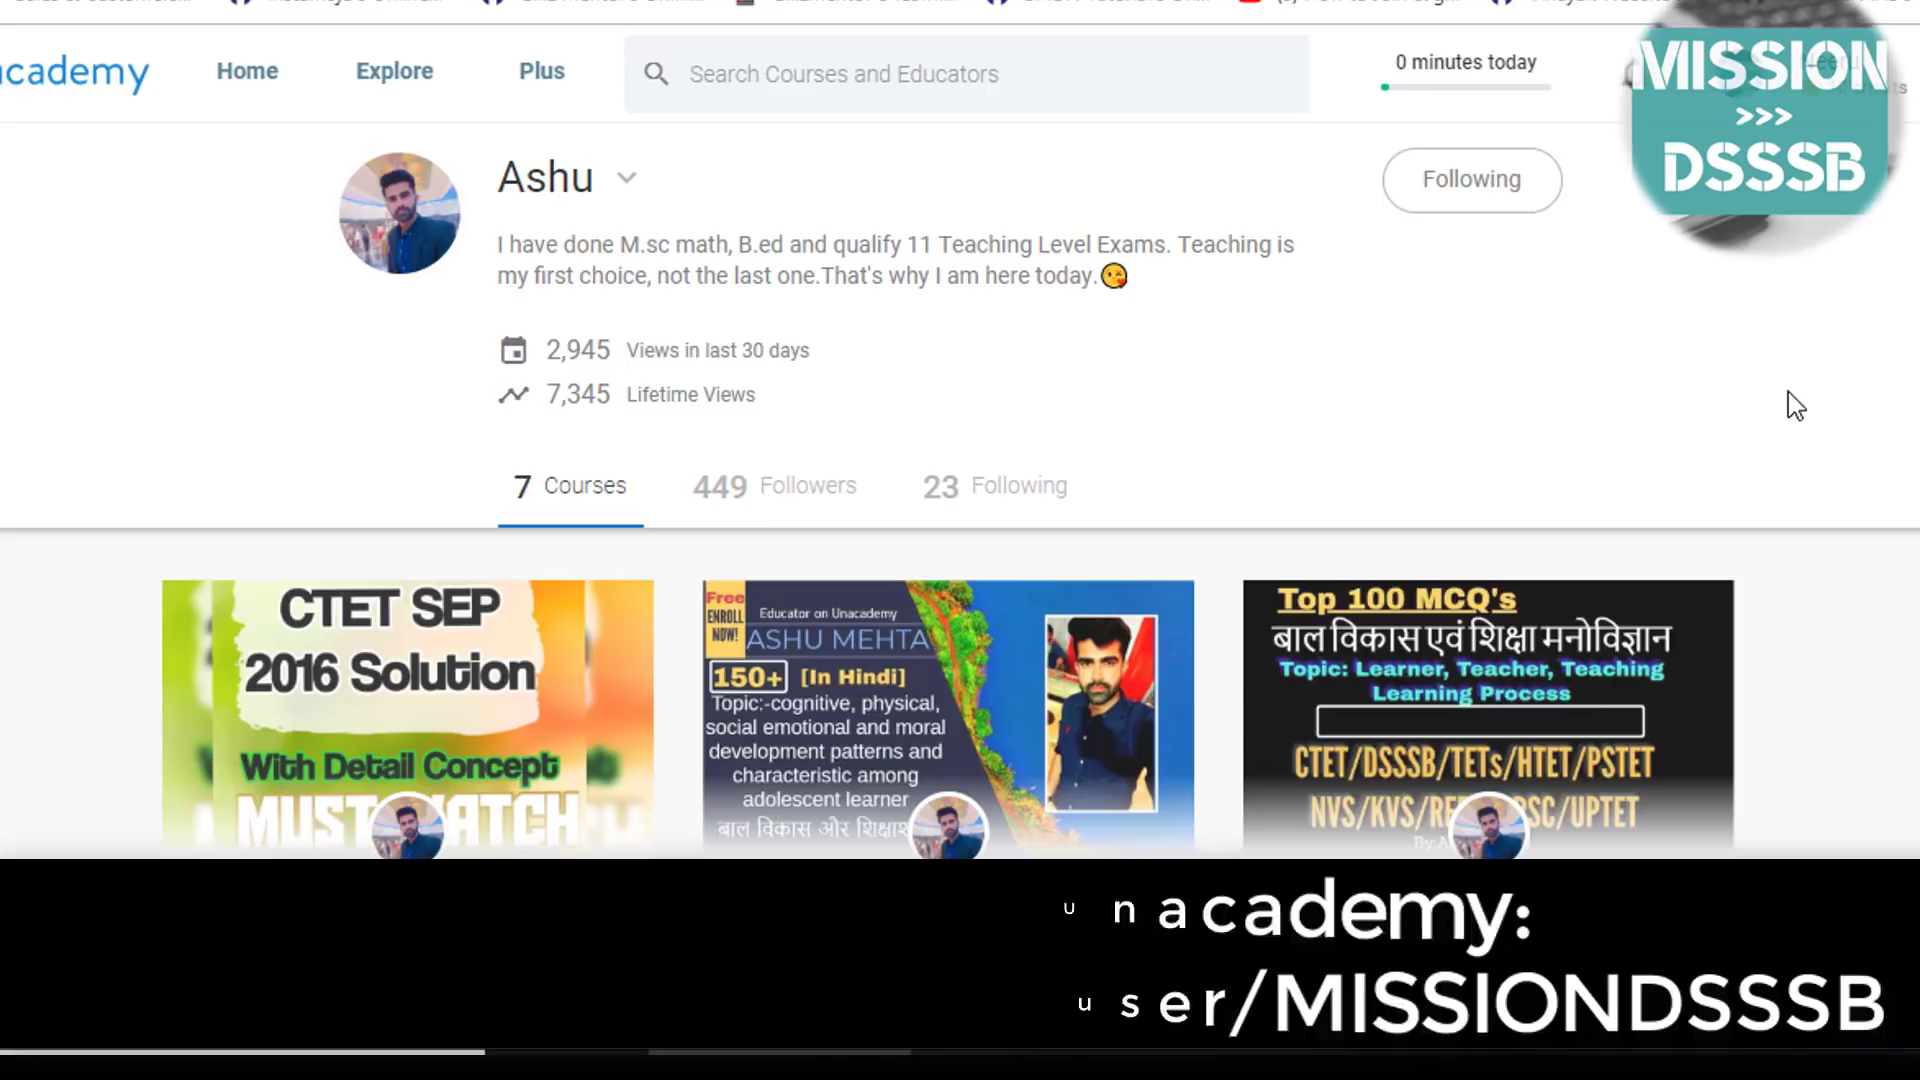 academy
Home
Explore
Plus
Search Courses and Educators
0 minutes today
MISSION
>>>
DSSSB
Ashu
Following
I have done M.sc math, B.ed and qualify 11 Teaching Level Exams. Teaching is
my first choice, not the last one.That's why I am here today.😘
2,945 Views in last 30 days
7,345 Lifetime Views
7 Courses
449 Followers
23 Following
CTET SEP
2016 Solution
With Detail Concept
Free
ENROLL
NOW!
Educator on Unacademy
ASHU MEHTA
150+ [In Hindi]
Topic:-cognitive, physical,
social emotional and moral
development patterns and
characteristic among
adolescent learner
बाल विकास और
Top 100 MCQ's
बाल विकास एवं शिक्षा मनोविज्ञान
Topic: Learner, Teacher, Teaching
Learning Process
CTET/DSSSB/TETs/HTET/PSTET
NVS/KVS/
SC/UPTET
unacademy:
user/MISSIONDSSSB